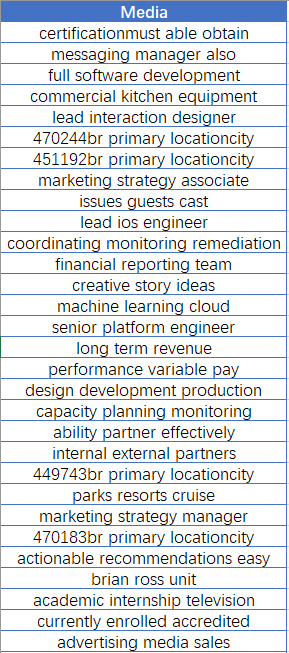 Media
certificationmust able obtain
messaging manager also
full software development
commercial kitchen equipment
lead interaction designer
470244br primary locationcity
451192br primary locationcity
marketing strategy associate
issues guests cast
lead ios engineer
coordinating monitoring remediation
financial reporting team
creative story ideas
machine learning cloud
senior platform engineer
long term revenue
performance variable pay
design development production
capacity planning monitoring
ability partner effectively
internal external partners
449743br primary locationcity
parks resorts cruise
marketing strategy manager
470183br primary locationcity
actionable recommendations easy
brian ross unit
academic internship television
currently enrolled accredited
advertising media sales